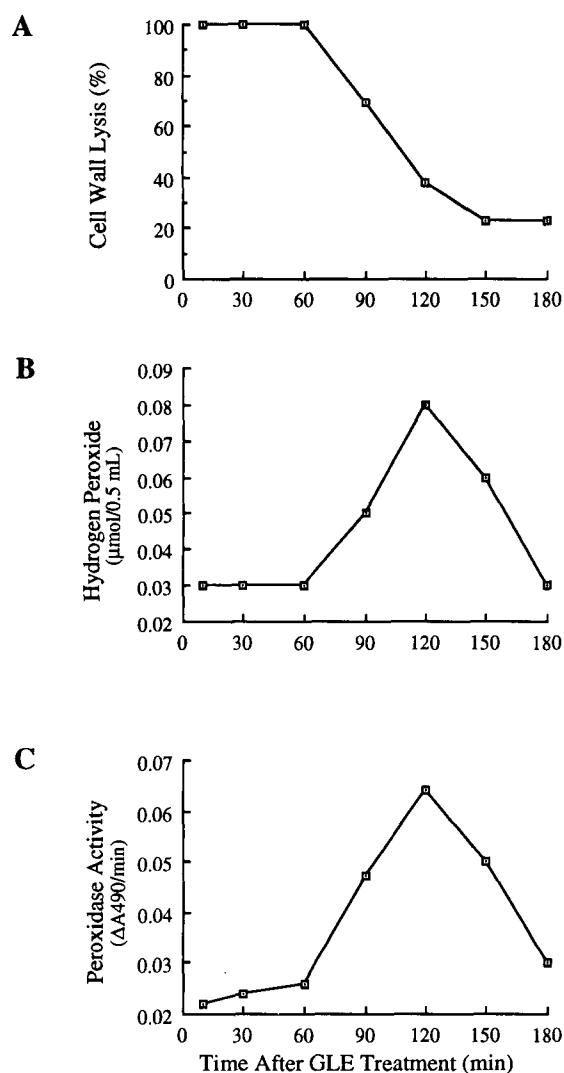 A
Cell Wall Lysis (%)
100
80
60
40
20
0
0 30 60 90 120 150 180
B
Hydrogen Peroxide
(µmol/0.5 mL)
0.09
0.08
0.07
0.06
0.05
0.04
0.03
0.02
0 30 60 90 120 150 180
C
Peroxidase Activity
(ΔA490/min)
0.07
0.06
0.05
0.04
0.03
0.02
0 30 60 90 120 150 180
Time After GLE Treatment (min)